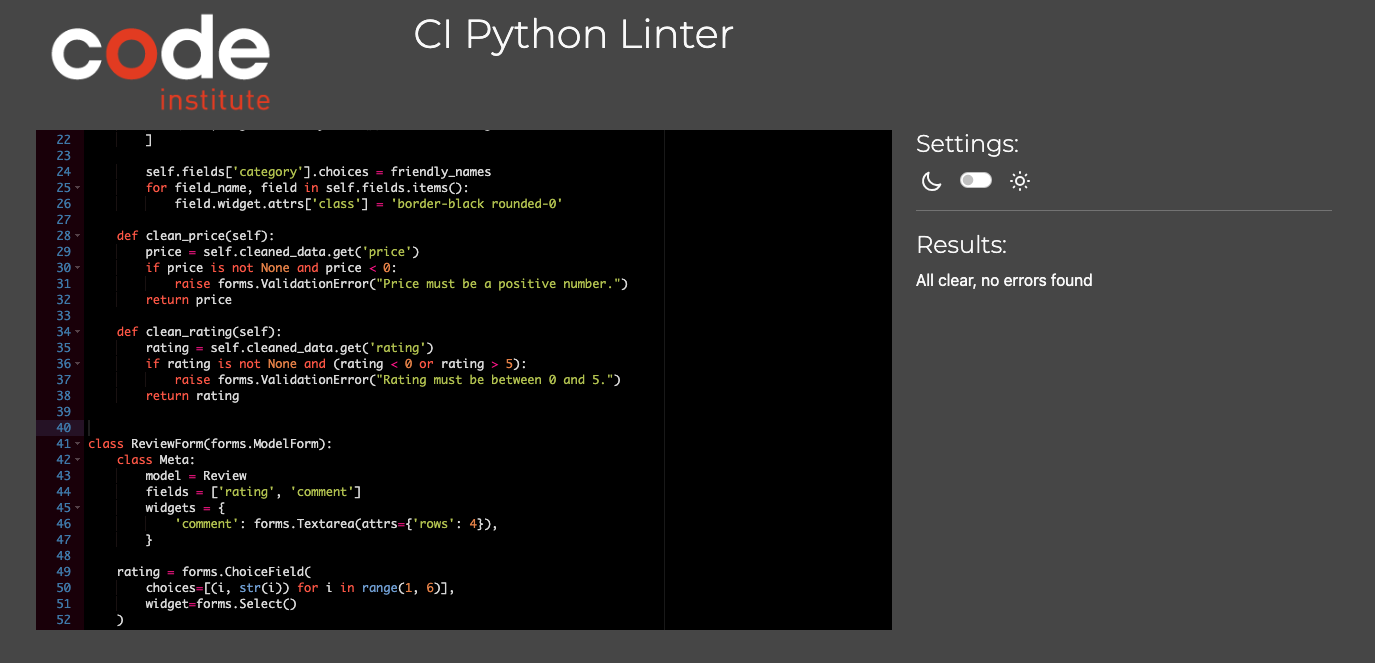 code
institute
CI Python Linter
22         ]
23
24         self.fields['category'].choices = friendly_names
25         for field_name, field in self.fields.items():
26             field.widget.attrs['class'] = 'border-black rounded-0'
27
28     def clean_price(self):
29         price = self.cleaned_data.get('price')
30         if price is not None and price < 0:
31             raise forms.ValidationError("Price must be a positive number.")
32         return price
33
34     def clean_rating(self):
35         rating = self.cleaned_data.get('rating')
36         if rating is not None and (rating < 0 or rating > 5):
37             raise forms.ValidationError("Rating must be between 0 and 5.")
38         return rating
39
40
41 class ReviewForm(forms.ModelForm):
42     class Meta:
43         model = Review
44         fields = ['rating', 'comment']
45         widgets = {
46             'comment': forms.Textarea(attrs={'rows': 4}),
47         }
48
49     rating = forms.ChoiceField(
50         choices=[(i, str(i)) for i in range(1, 6)],
51         widget=forms.Select()
52     )
Settings:
Results:
All clear, no errors found